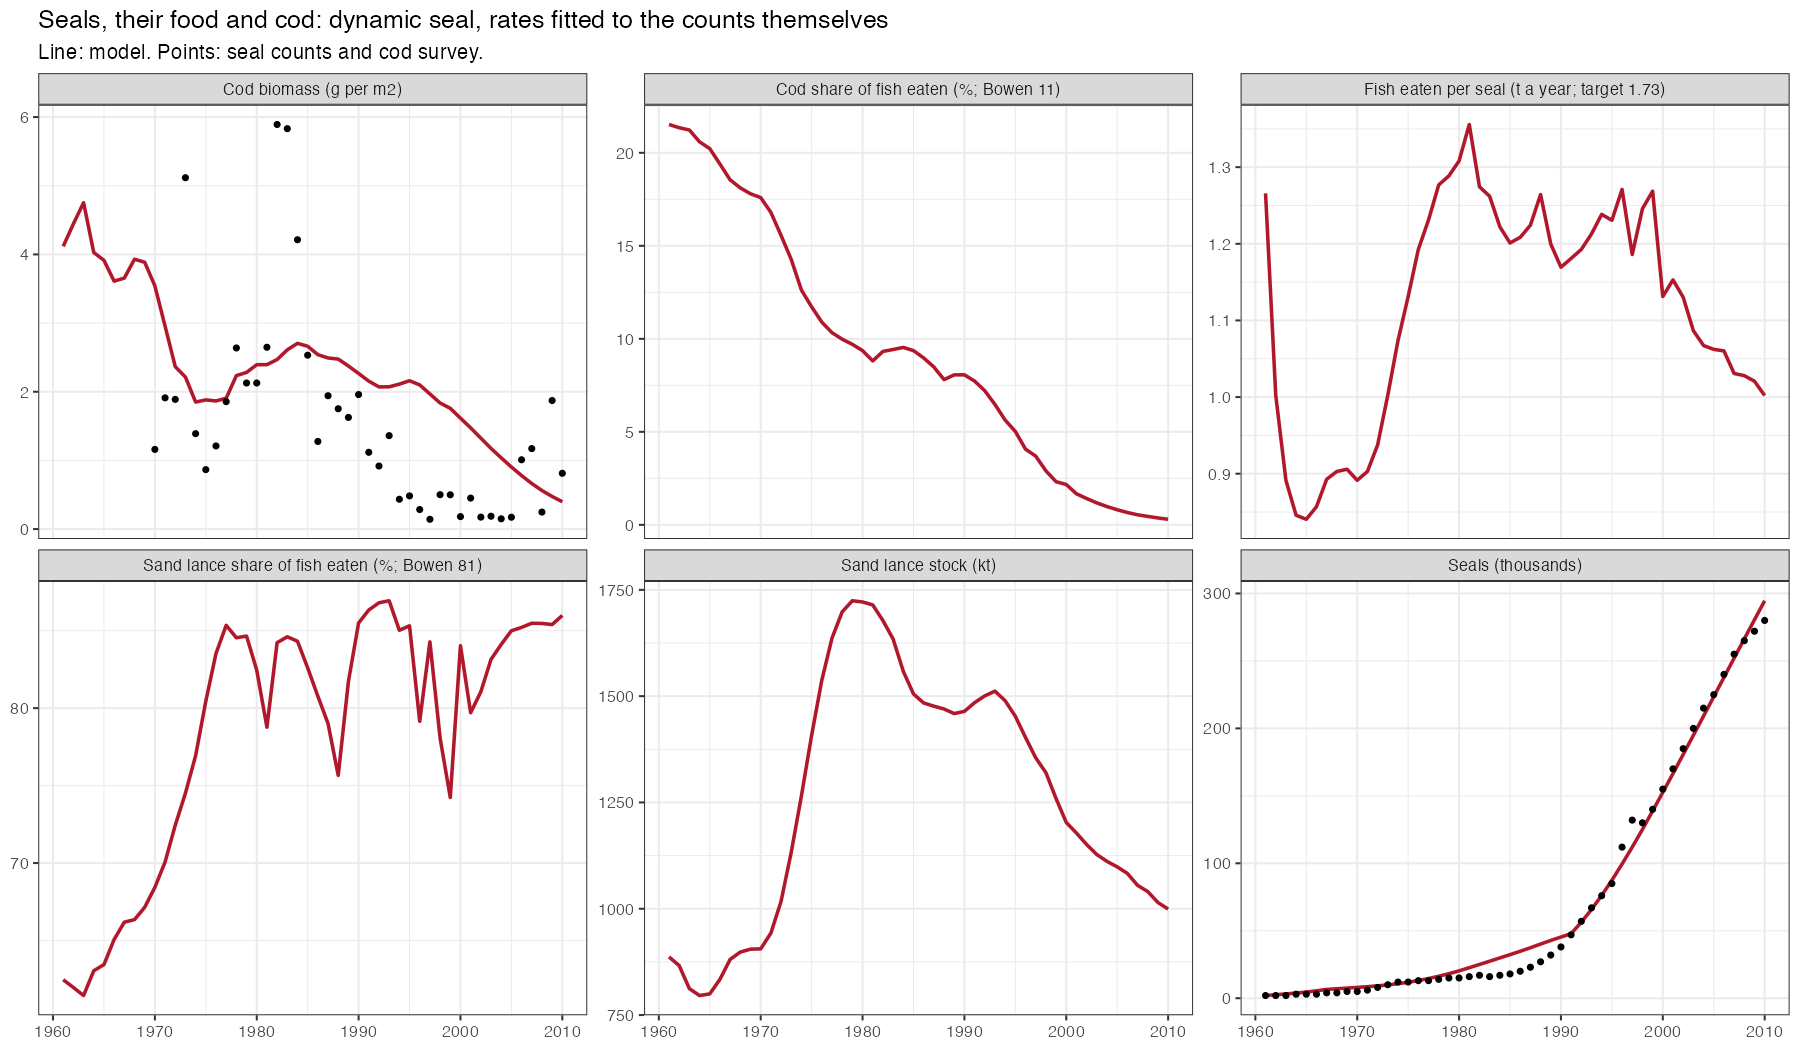 Seals, their food and cod: dynamic seal, rates fitted to the counts themselves
Line: model. Points: seal counts and cod survey.
Cod biomass (g per m2)
6
4
2
0
Cod share of fish eaten (%; Bowen 11)
20
15
10
5
0
Fish eaten per seal (t a year; target 1.73)
1.3
1.2
1.1
1.0
0.9
Sand lance share of fish eaten (%; Bowen 81)
80
70
1960 1970 1980 1990 2000 2010
Sand lance stock (kt)
1750
1500
1250
1000
750
1960 1970 1980 1990 2000 2010
Seals (thousands)
300
200
100
0
1960 1970 1980 1990 2000 2010